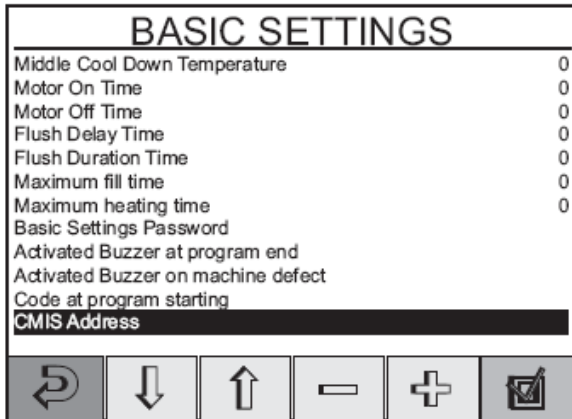 BASIC SETTINGS
Middle Cool Down Temperature 0
Motor On Time 0
Motor Off Time 0
Flush Delay Time 0
Flush Duration Time 0
Maximum fill time 0
Maximum heating time 0
Basic Settings Password
Activated Buzzer at program end
Activated Buzzer on machine defect
Code at program starting
CMIS Address